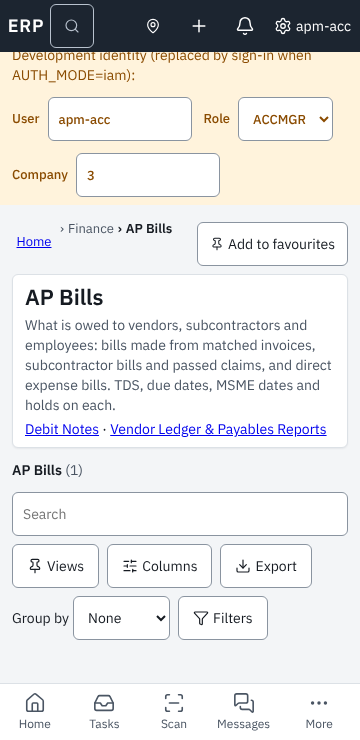 ERP
apm-acc
Development identity (replaced by sign-in when
AUTH_MODE=iam):
User apm-acc Role ACCMGR
Company 3
Home › Finance › AP Bills
Add to favourites
AP Bills
What is owed to vendors, subcontractors and
employees: bills made from matched invoices,
subcontractor bills and passed claims, and direct
expense bills. TDS, due dates, MSME dates and
holds on each.
Debit Notes · Vendor Ledger & Payables Reports
AP Bills (1)
Search
Views Columns Export
Group by None Filters
Home Tasks Scan Messages More